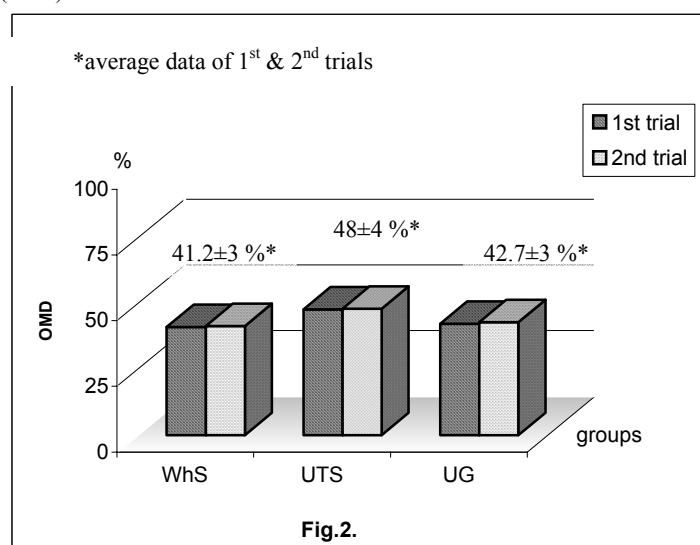 *average data of 1st & 2nd trials
1st trial
2nd trial
%
100
75
50
25
0
OMD
41.2±3 %*
48±4 %*
42.7±3 %*
groups
WhS
UTS
UG
Fig.2.